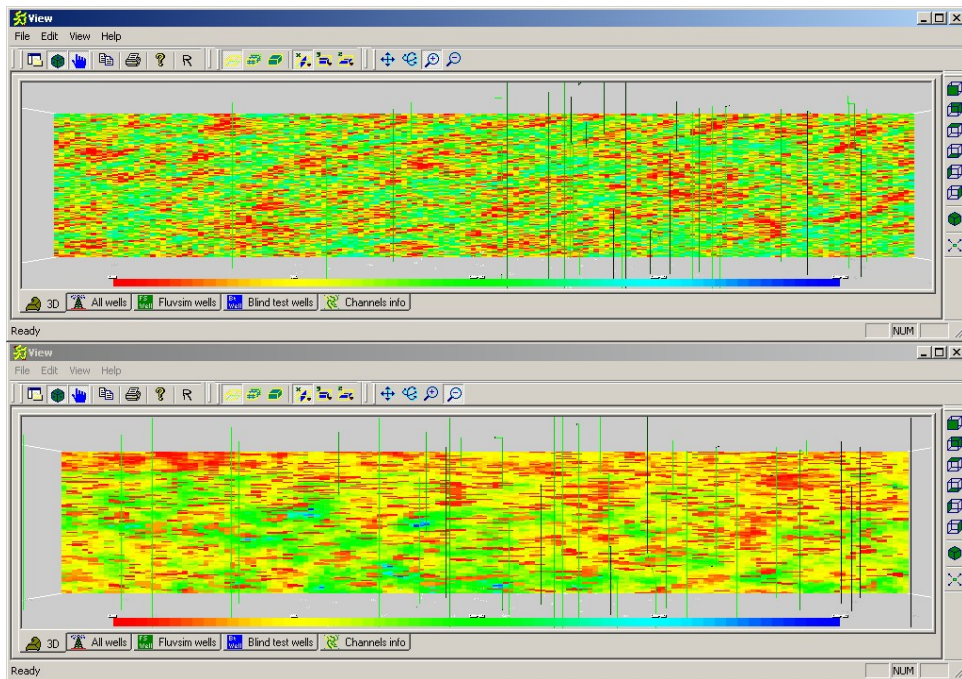 View
File Edit View Help
R
3D All wells Fluvsim wells Blind test wells Channels info
Ready NUM
View
File Edit View Help
R
3D All wells Fluvsim wells Blind test wells Channels info
Ready NUM